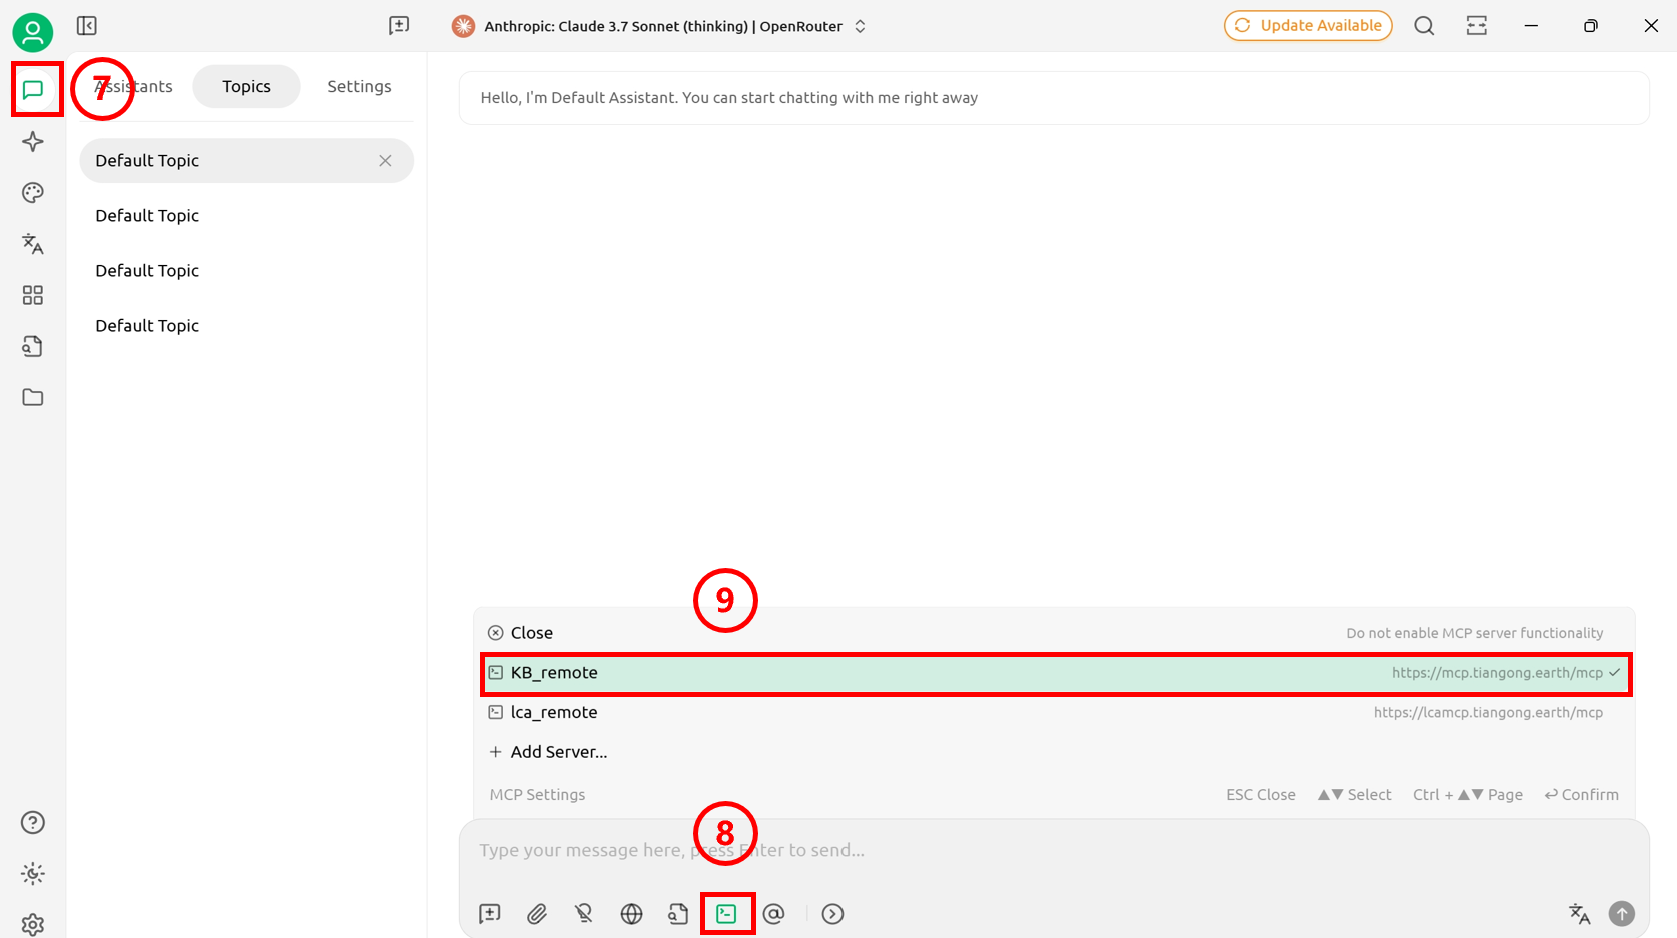 Anthropic: Claude 3.7 Sonnet (thinking) | OpenRouter
Update Available
7
Assistants
Topics
Settings
Hello, I'm Default Assistant. You can start chatting with me right away
Default Topic
Default Topic
Default Topic
Default Topic
9
Close
Do not enable MCP server functionality
KB_remote
https://mcp.tiangong.earth/mcp
lca_remote
https://lcamcp.tiangong.earth/mcp
+ Add Server...
MCP Settings
ESC Close
▲▼ Select
Ctrl + ▲▼ Page
↩ Confirm
8
Type your message here, press Enter to send...